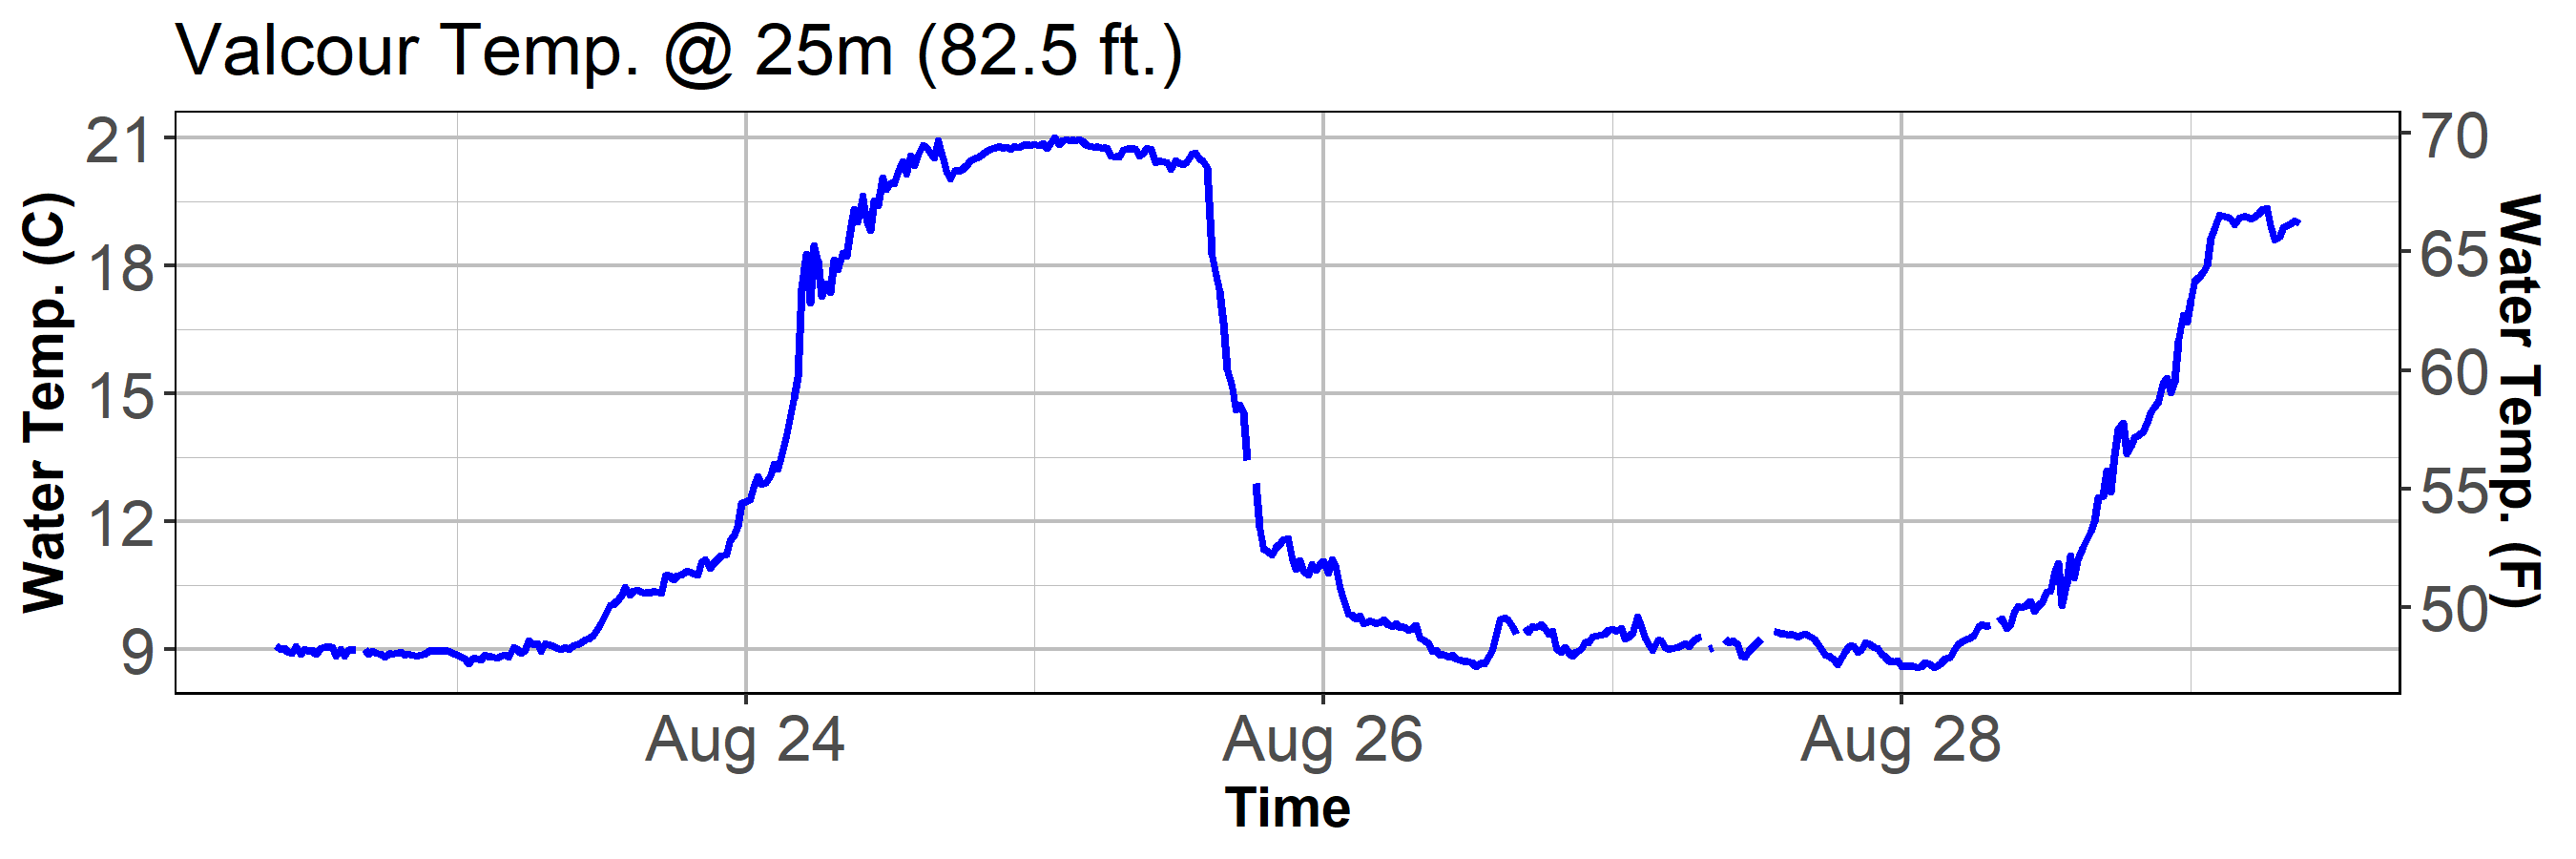 Valcour Temp. @ 25m (82.5 ft.)
Water Temp. (C)
21
18
15
12
9
70
65
60
55
50
Water Temp. (F)
Aug 24 Aug 26 Aug 28
Time